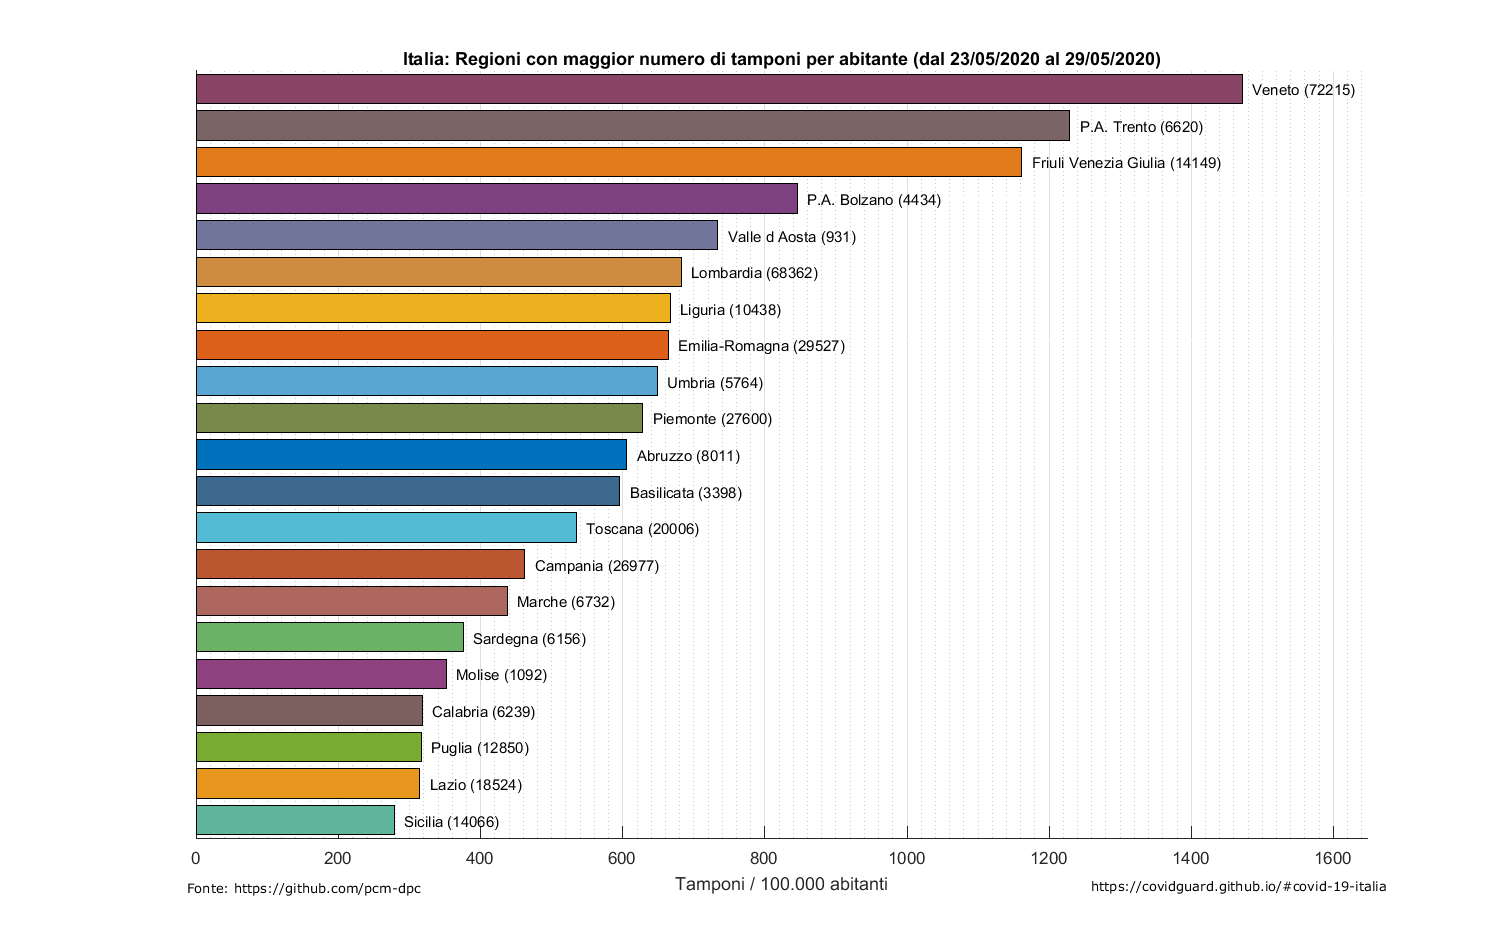 Italia: Regioni con maggior numero di tamponi per abitante (dal 23/05/2020 al 29/05/2020)
Veneto (72215)
P.A. Trento (6620)
Friuli Venezia Giulia (14149)
P.A. Bolzano (4434)
Valle d Aosta (931)
Lombardia (68362)
Liguria (10438)
Emilia-Romagna (29527)
Umbria (5764)
Piemonte (27600)
Abruzzo (8011)
Basilicata (3398)
Toscana (20006)
Campania (26977)
Marche (6732)
Sardegna (6156)
Molise (1092)
Calabria (6239)
Puglia (12850)
Lazio (18524)
Sicilia (14066)
0 200 400 600 800 1000 1200 1400 1600
Tamponi / 100.000 abitanti
Fonte: https://github.com/pcm-dpc
https://covidguard.github.io/#covid-19-italia